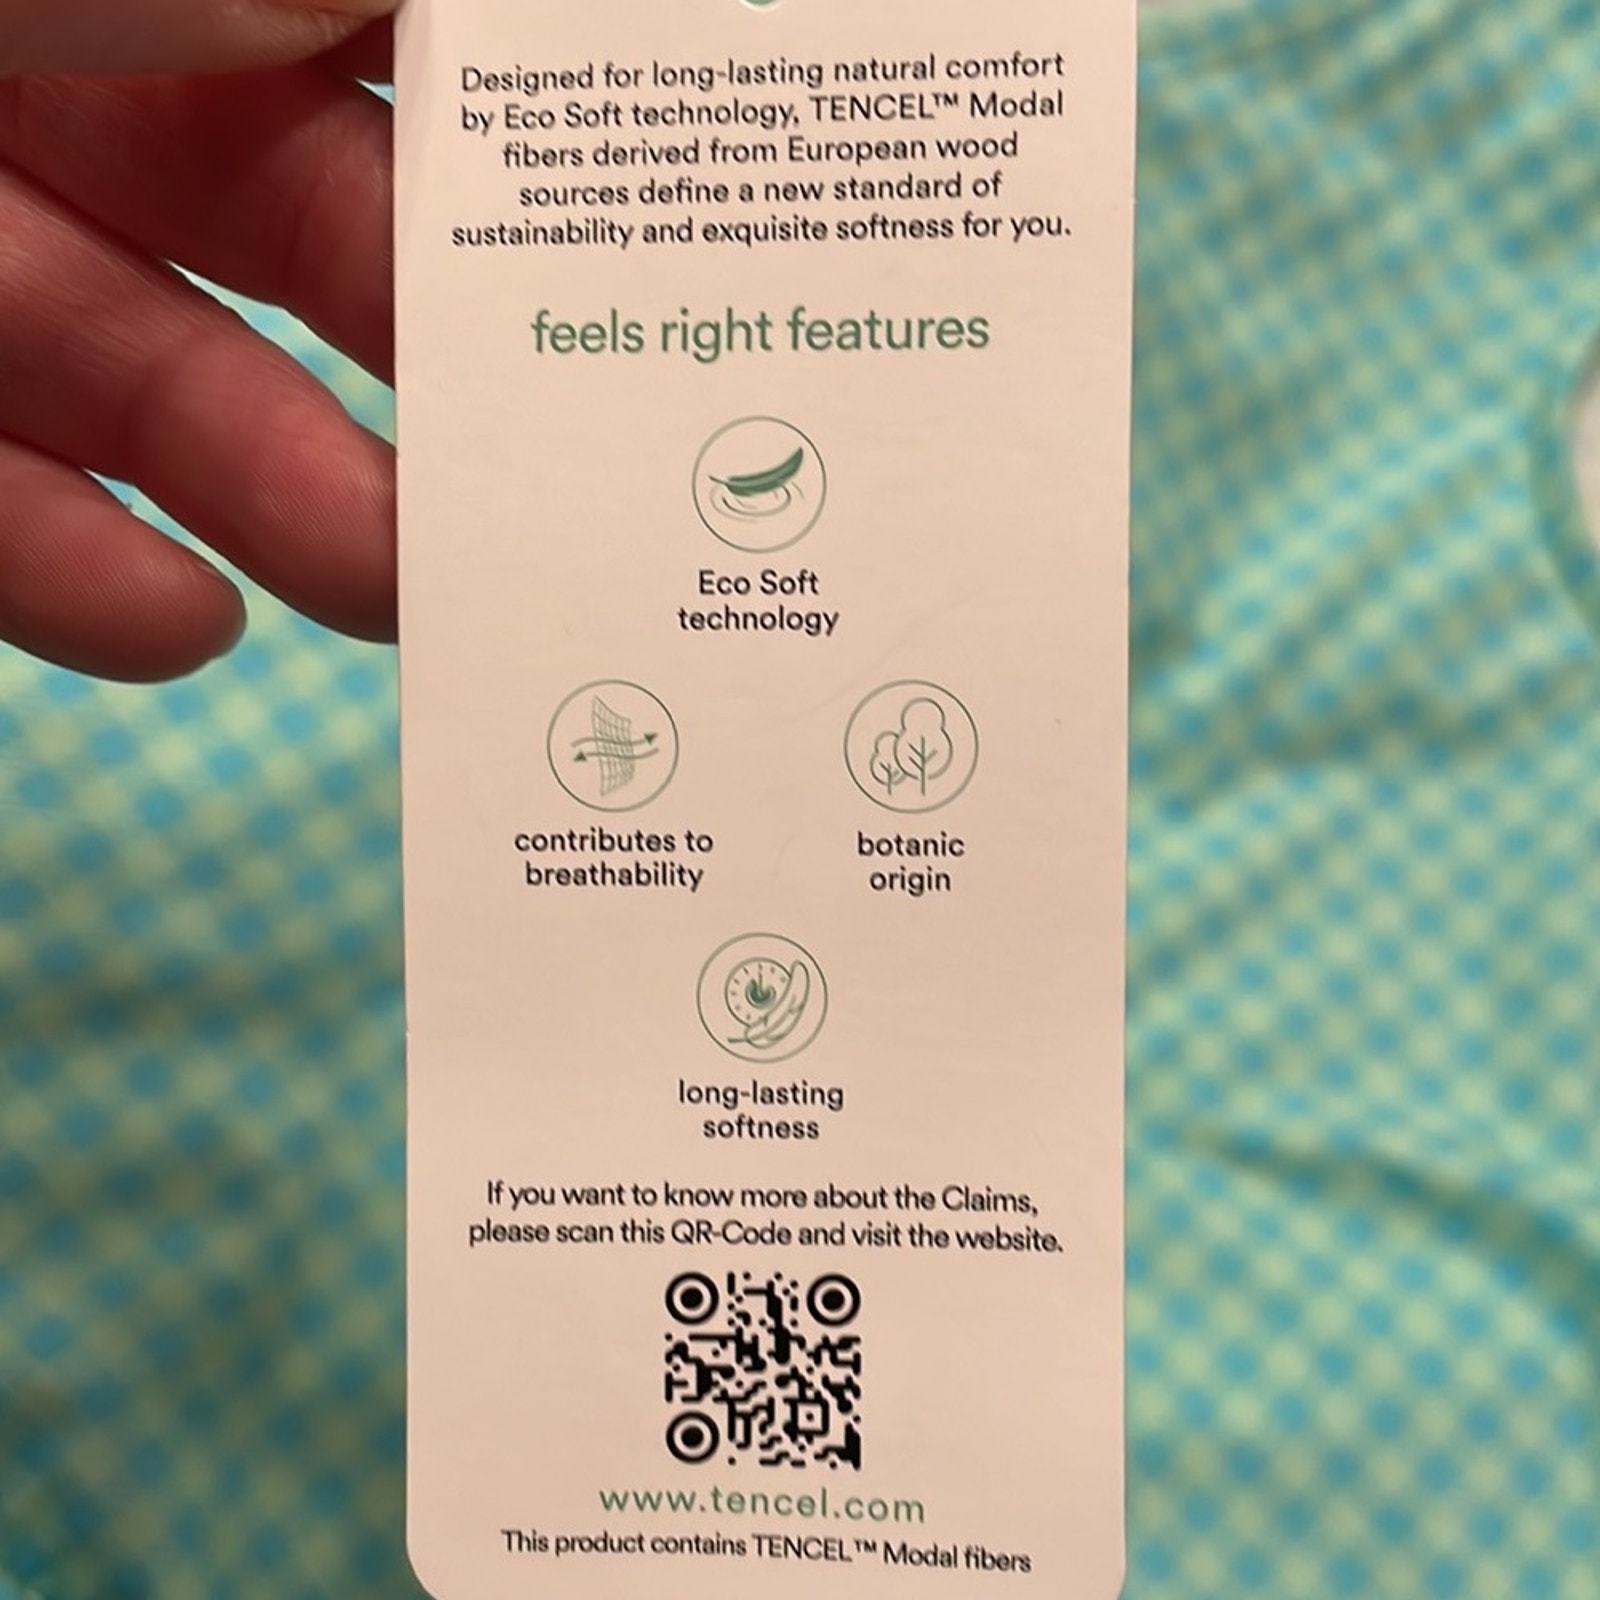 Designed for long-lasting natural comfort
by Eco Soft technology, TENCEL™ Modal
fibers derived from European wood
sources define a new standard of
sustainability and exquisite softness for you.
feels right features
Eco Soft
technology
contributes to
breathability
botanic
origin
long-lasting
softness
If you want to know more about the Claims,
please scan this QR-Code and visit the website.
www.tencel.com
This product contains TENCEL™ Modal fibers